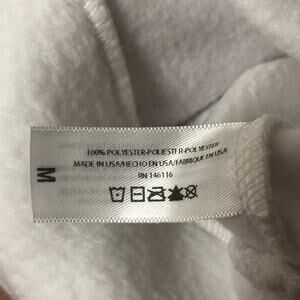 100% POLYESTER-POLIESTER-POLYESTER
MADE IN USA/HECHO EN USA/FABRIQUE EN USA
RN 146116
M